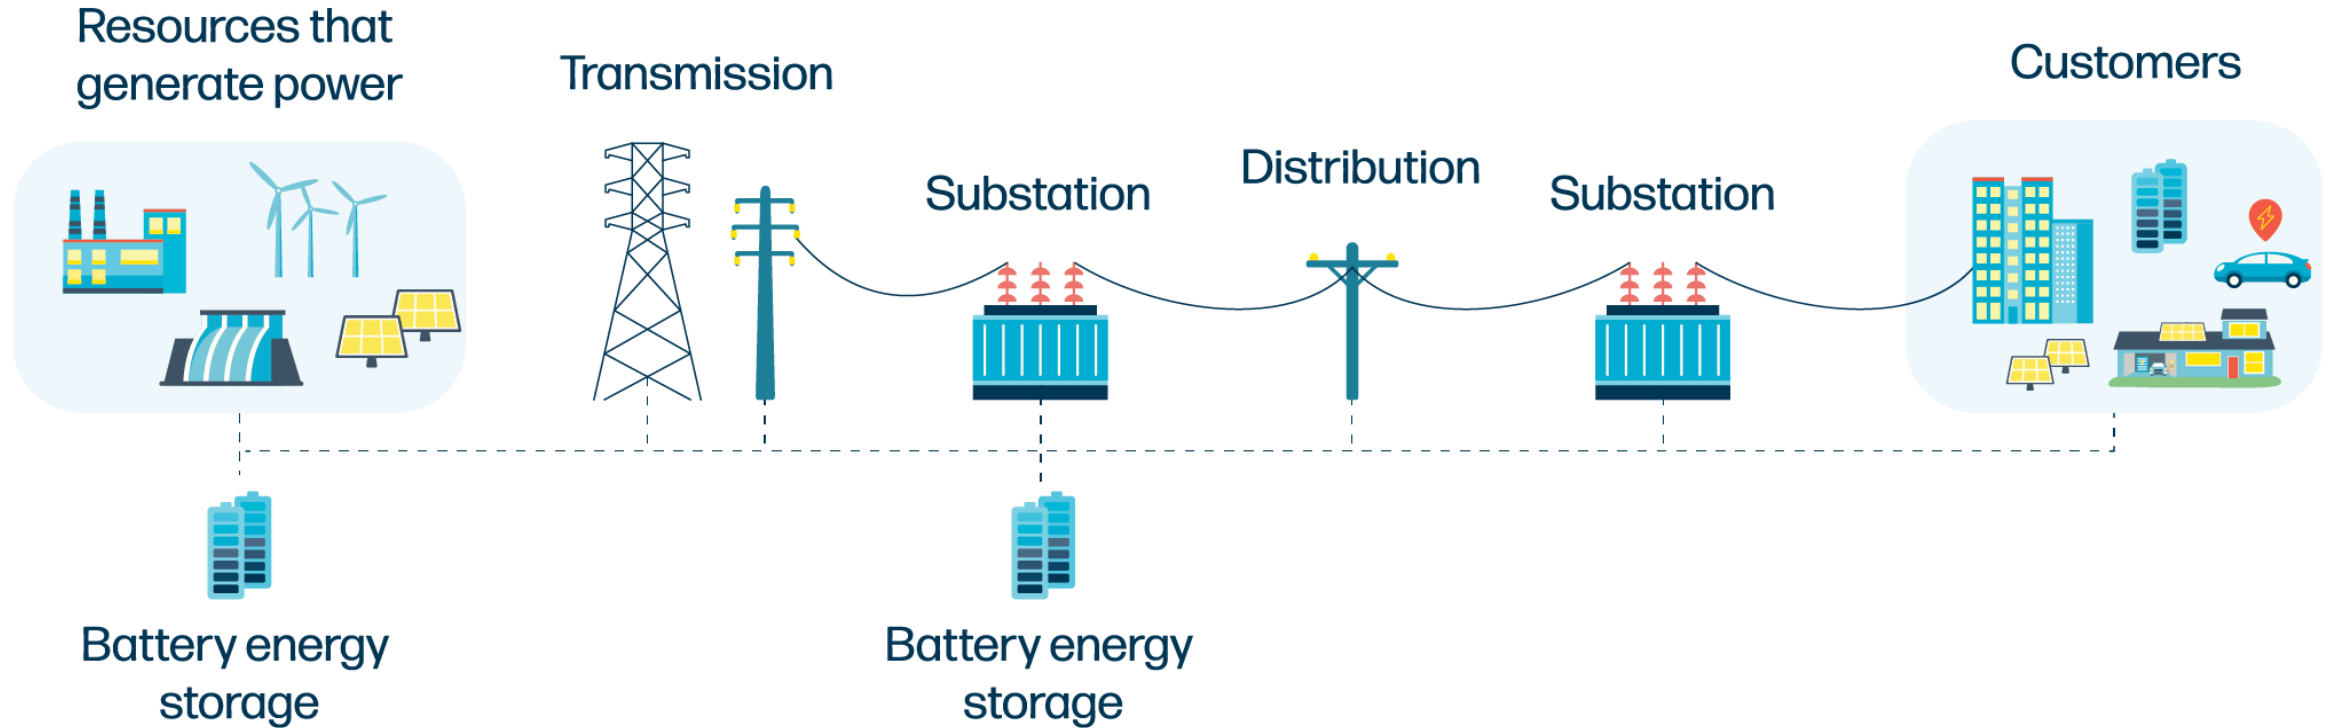 Resources that
generate power
Transmission
Substation
Distribution
Substation
Customers
Battery energy
storage
Battery energy
storage